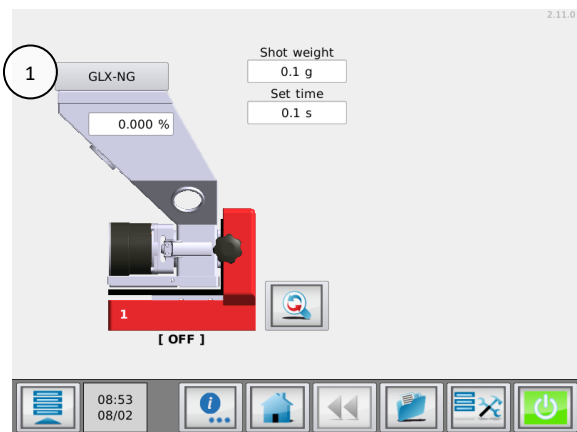 2.11.0
Shot weight
1
GLX-NG
0.1 g
Set time
0.000 %
0.1 s
1
[ OFF ]
08:53
08/02